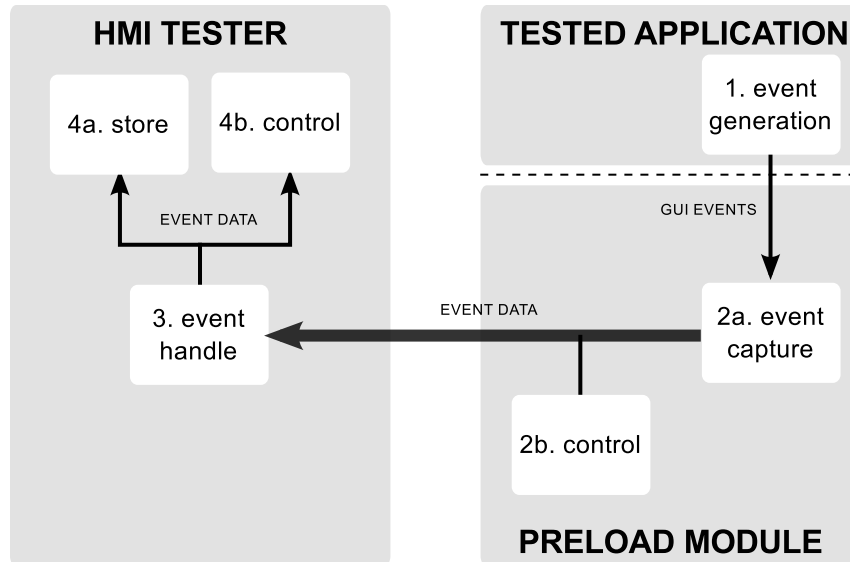 HMI TESTER
4a. store
4b. control
EVENT DATA
3. event
handle
TESTED APPLICATION
1. event
generation
GUI EVENTS
EVENT DATA
2a. event
capture
2b. control
PRELOAD MODULE